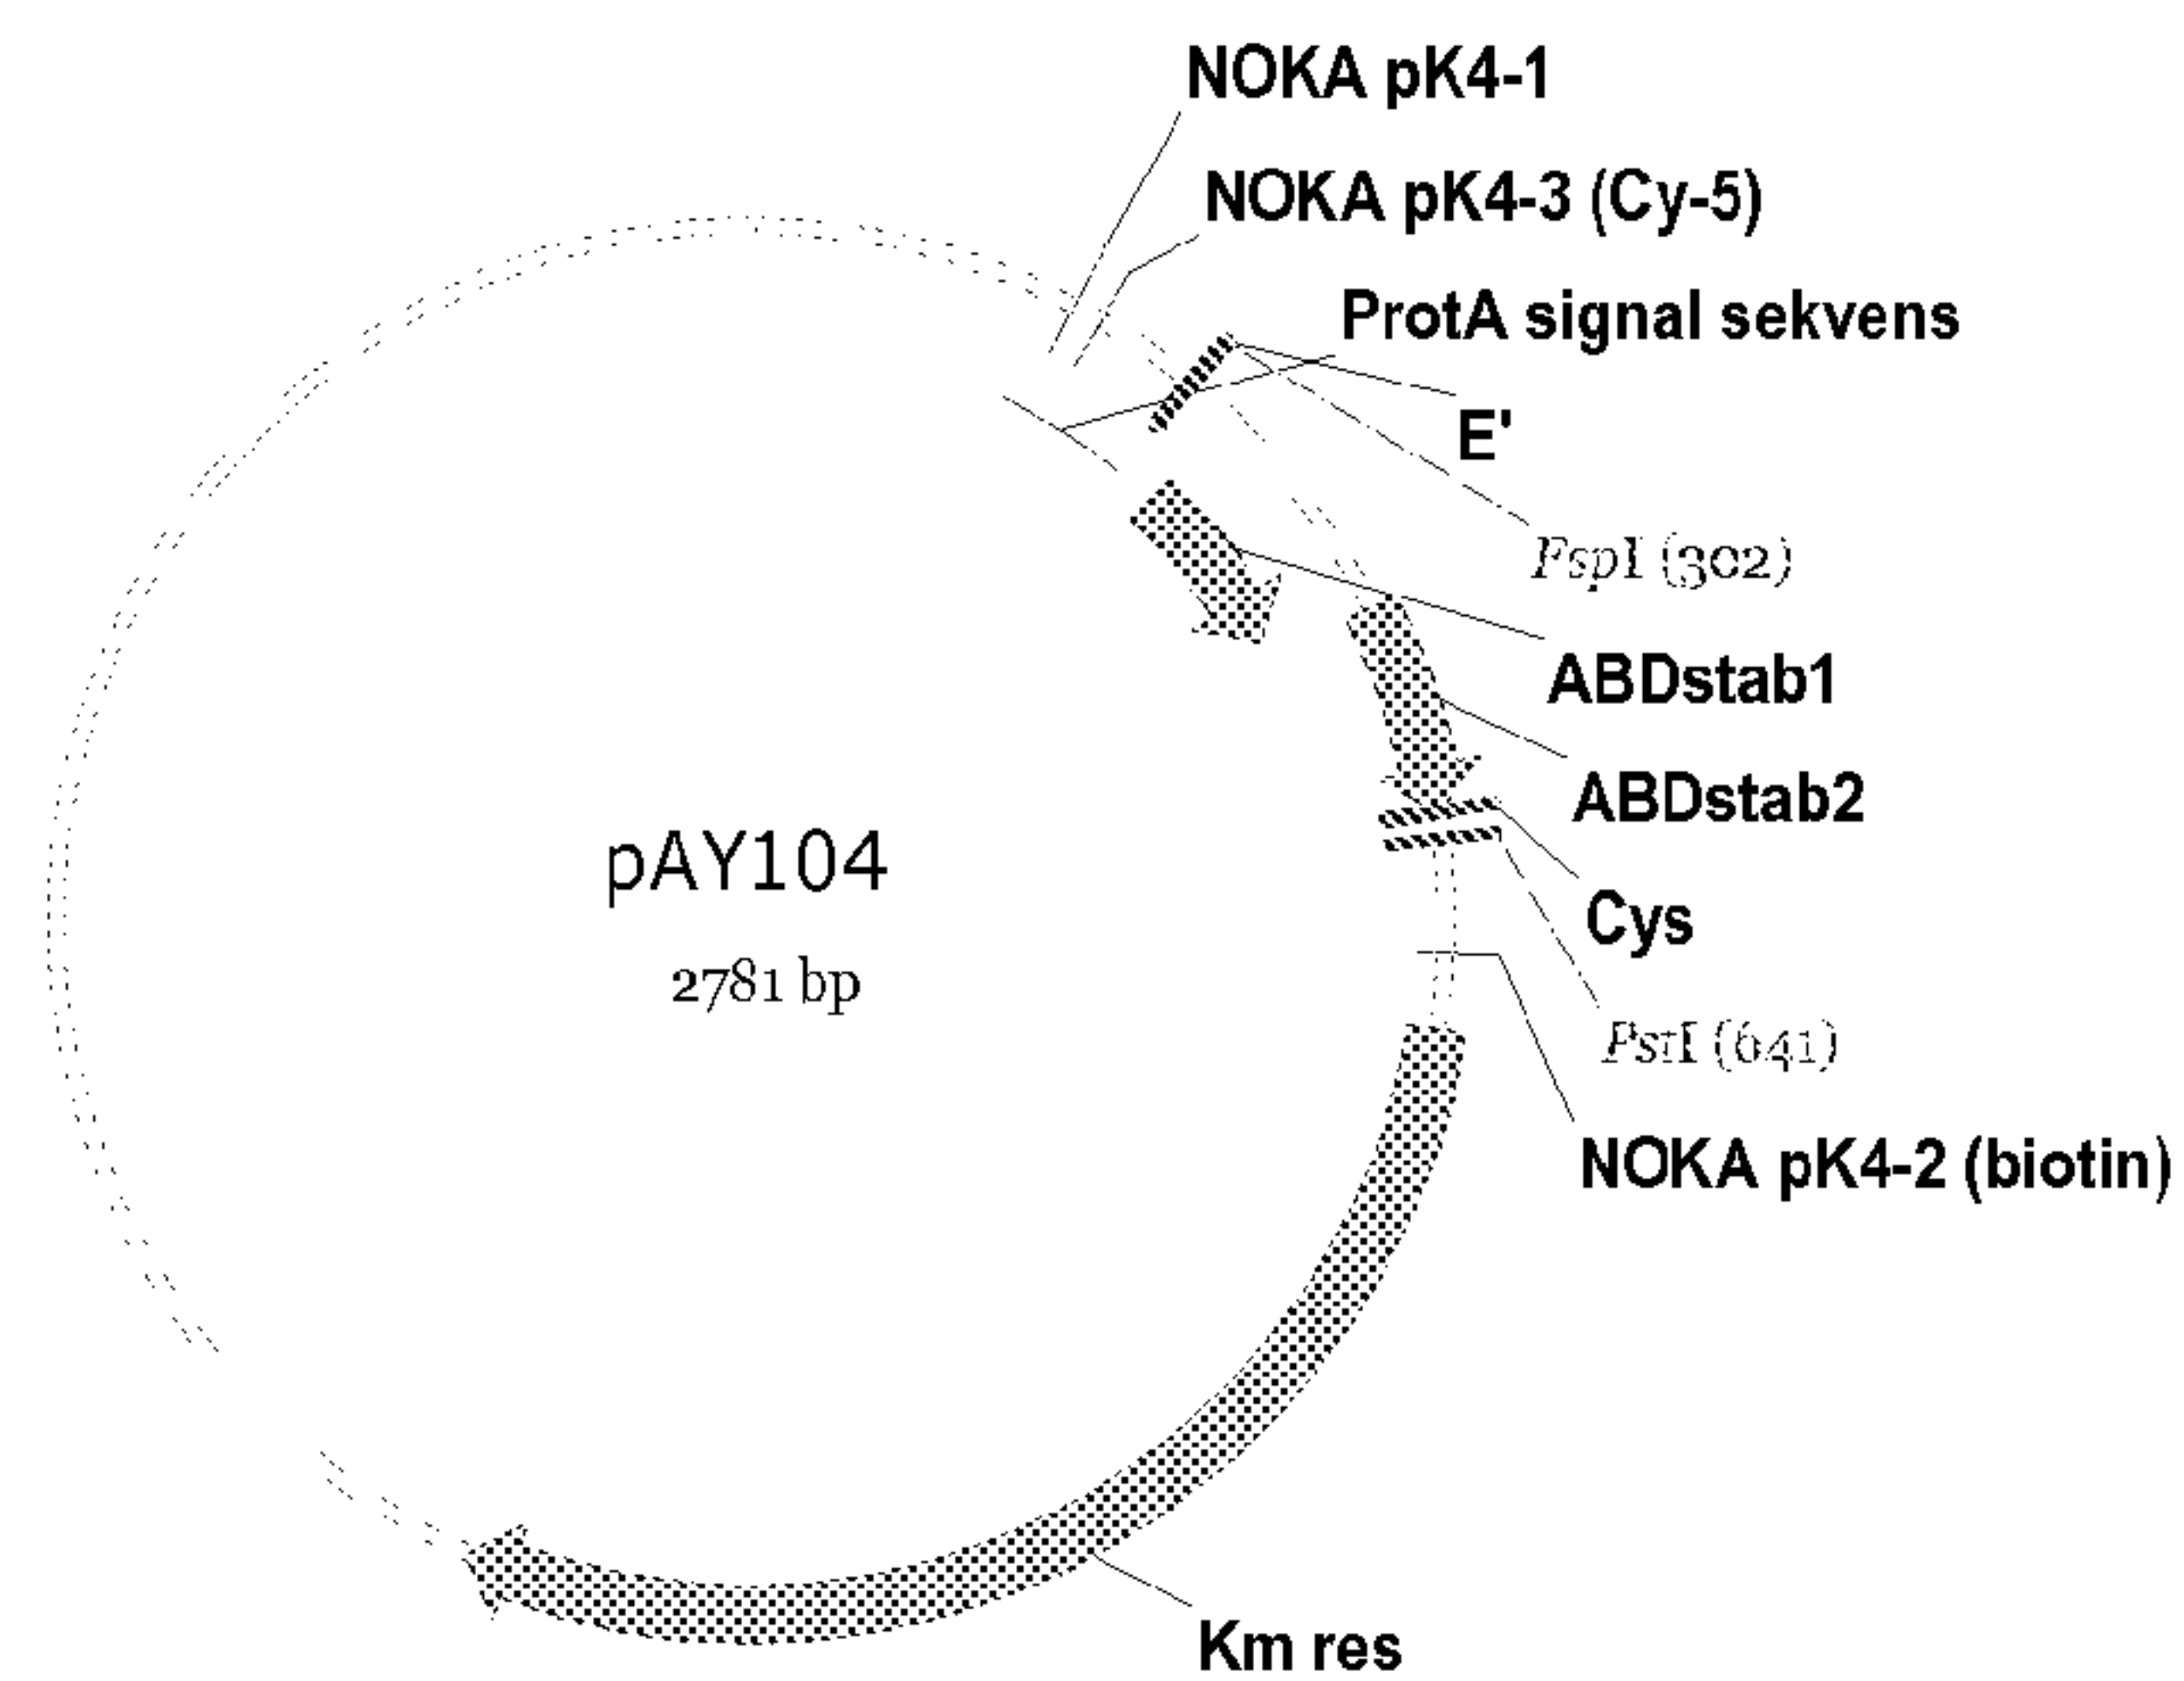 NOKA pK4-1
NOKA pK4-3 (Cy-5)
ProtA signal sekvens
E'
FspI (302)
ABDstab1
ABDstab2
pAY104
Cys
2781 bp
PstI (641)
NOKA pK4-2 (biotin)
Km res